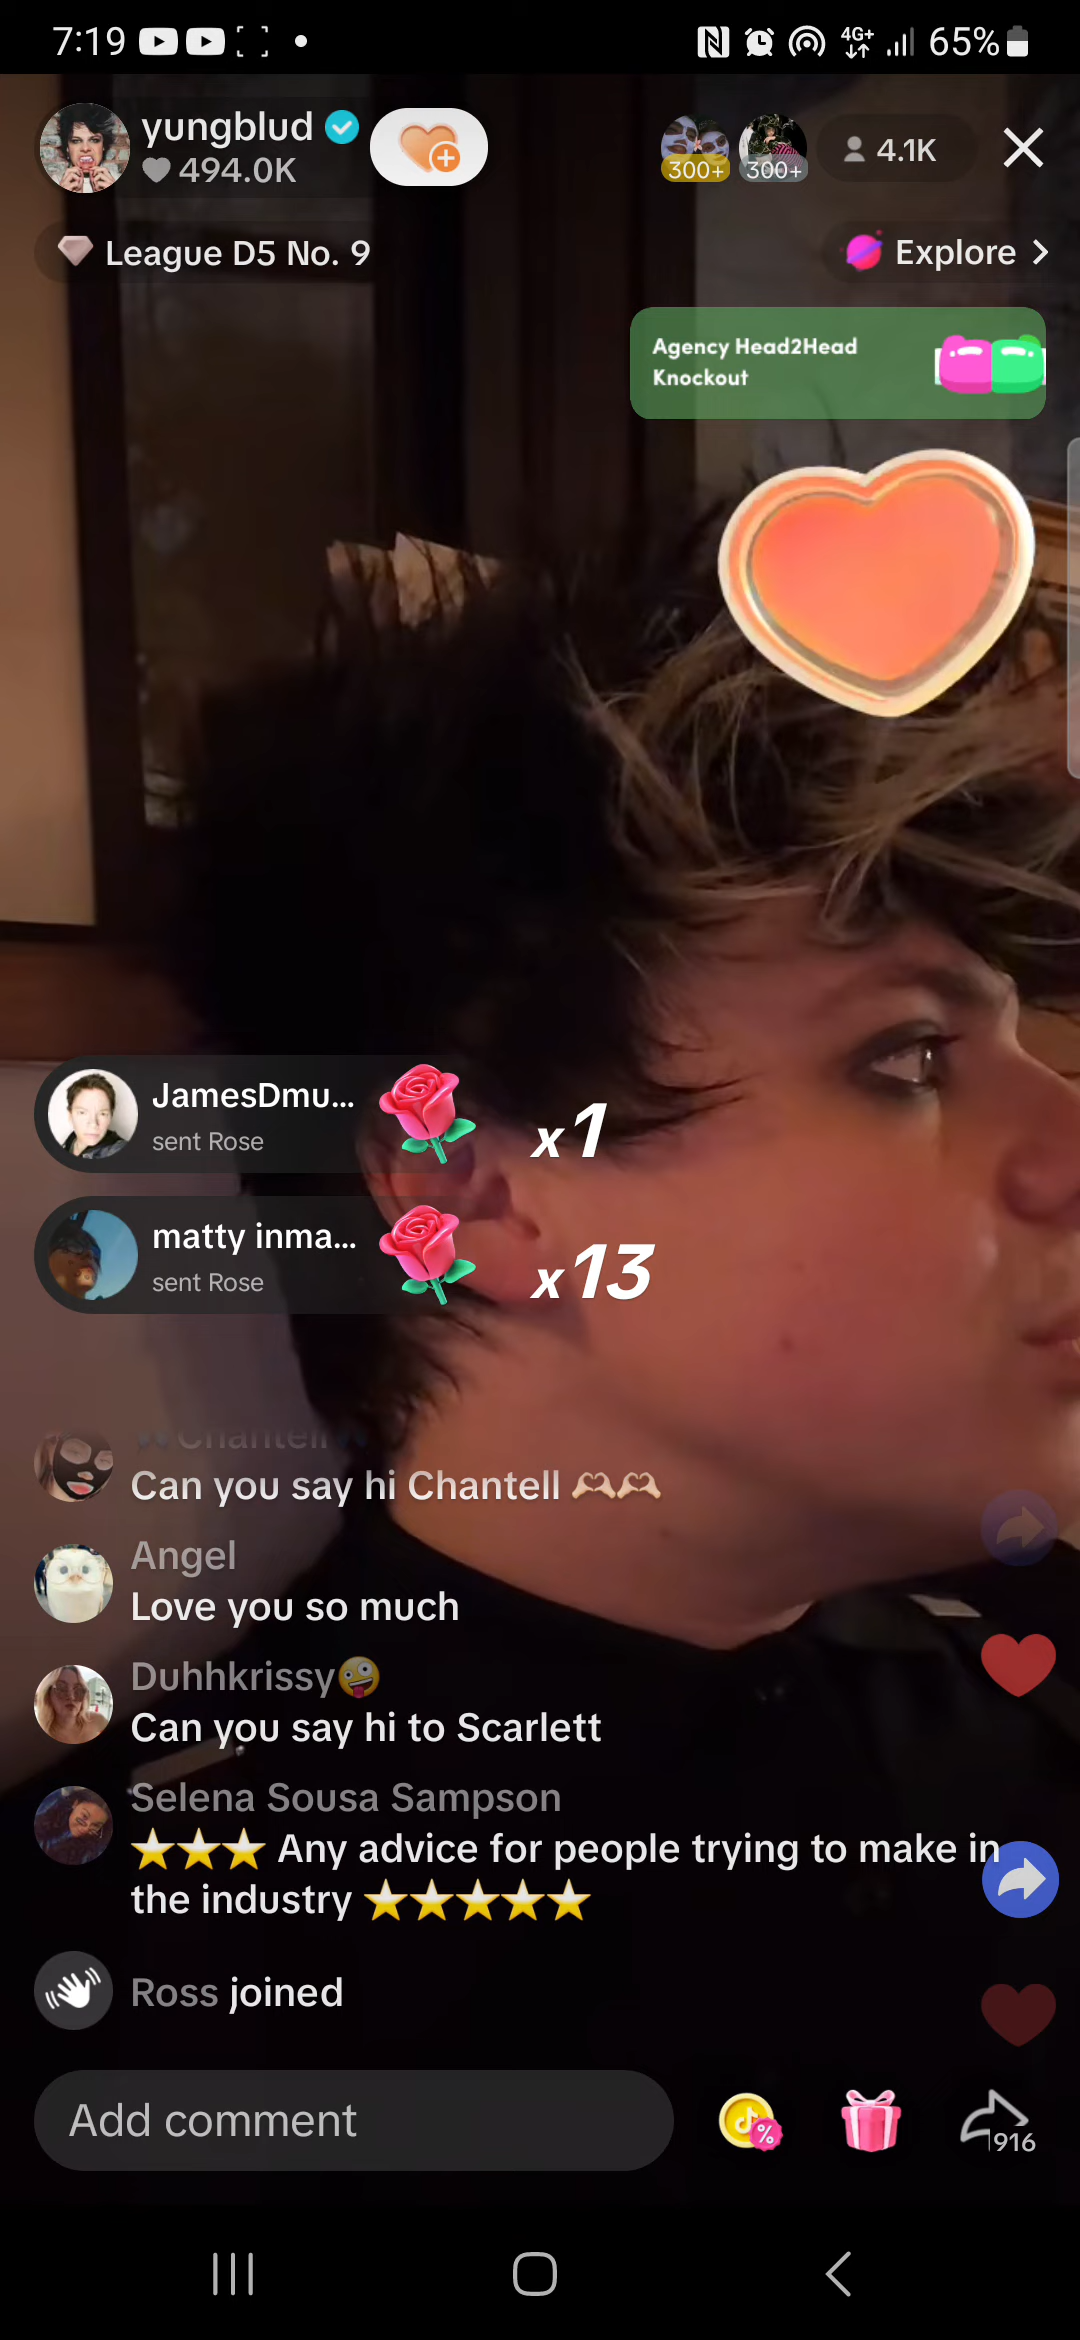 7:19
4G+
65%
yungblud
494.0K
300+
300+
4.1K
League D5 No. 9
Explore
Agency Head2Head
Knockout
JamesDmu...
sent Rose
x1
matty inma...
sent Rose
x13
Chantell
Can you say hi Chantell 🫶🏻🫶🏻
Angel
Love you so much
Duhhkrissy🤪
Can you say hi to Scarlett
Selena Sousa Sampson
⭐⭐⭐ Any advice for people trying to make in
the industry ⭐⭐⭐⭐⭐
Ross joined
Add comment
%
916